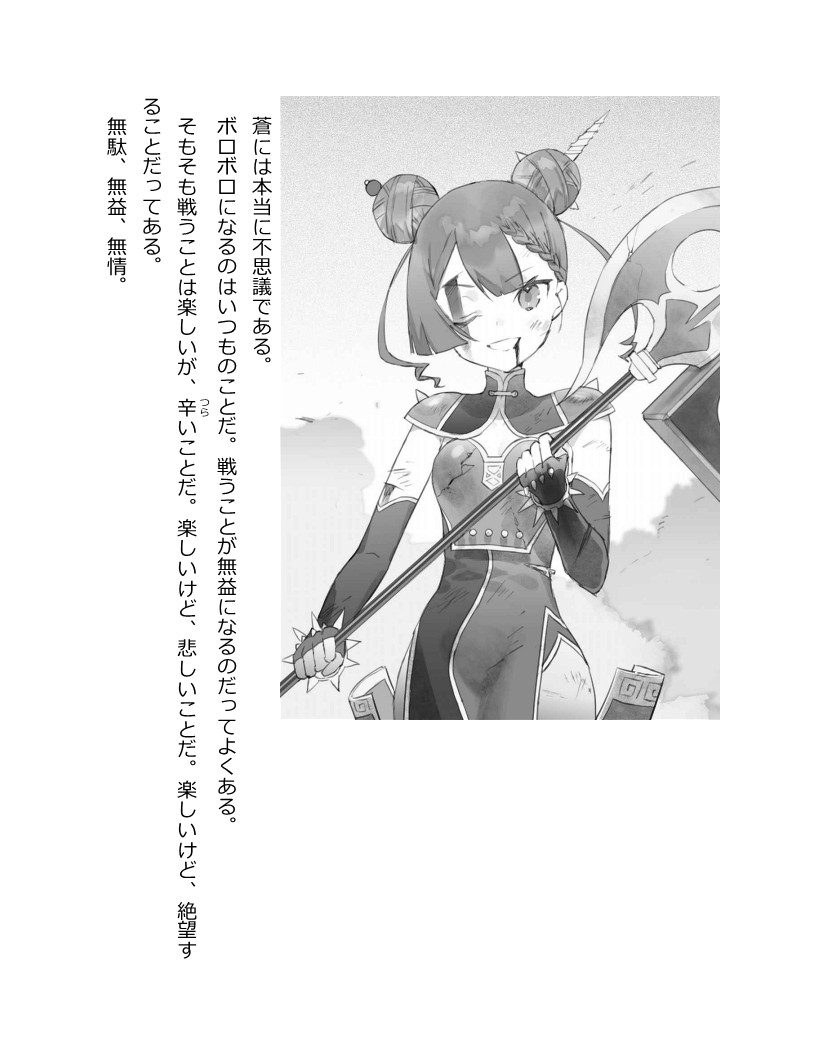 蒼には本当に不思議である。
ボロボロになるのはいつものことだ。戦うことが無益になるのだってよくある。
そもそも戦うことは楽しいが、辛いことだ。楽しいけど、悲しいことだ。楽しいけど、絶望す
つら
ることだってある。
無駄、無益、無情。